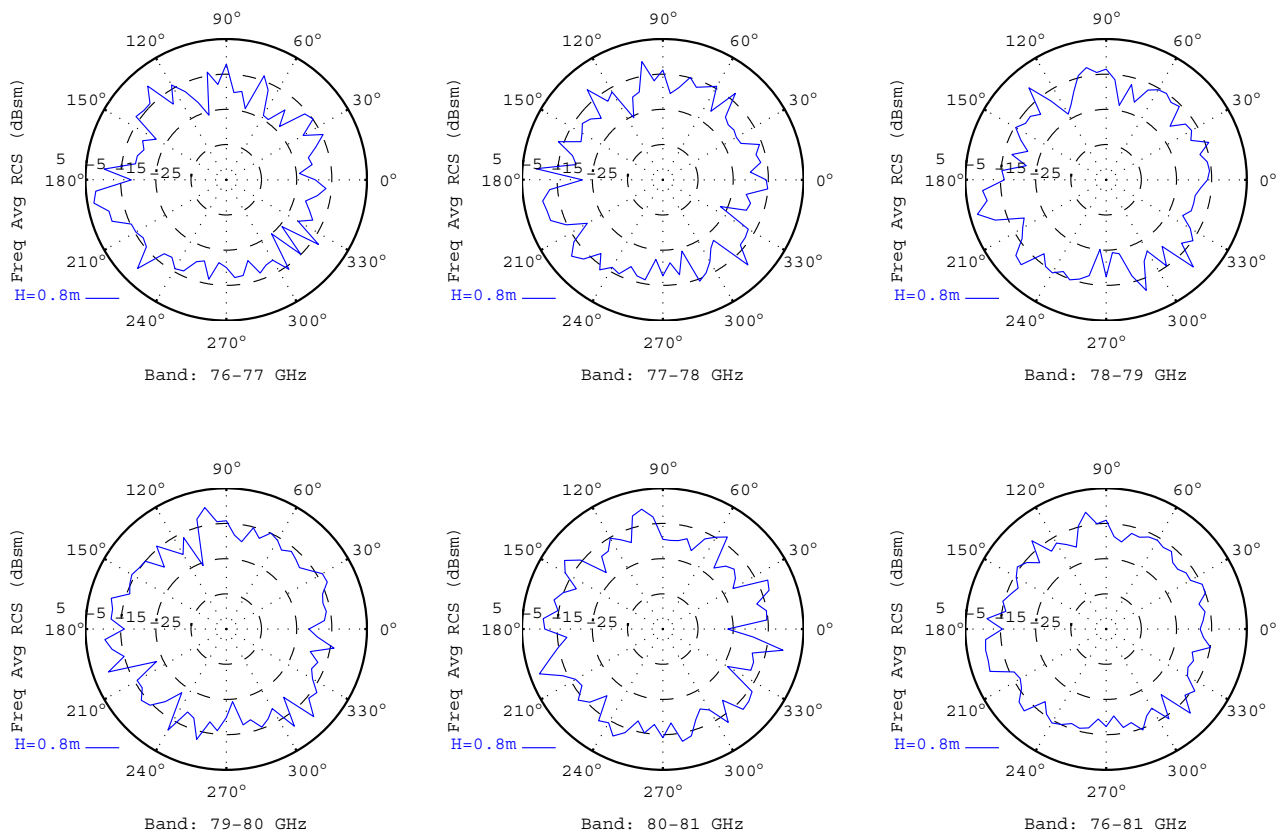 90°
120° 60°
150° 30°
5 −5 −15 −25
180° 0°
Freq Avg RCS (dBsm)
210° 330°
H=0.8m
240° 300°
270°
Band: 76−77 GHz
90°
120° 60°
150° 30°
5 −5 −15 −25
180° 0°
Freq Avg RCS (dBsm)
210° 330°
H=0.8m
240° 300°
270°
Band: 77−78 GHz
90°
120° 60°
150° 30°
5 −5 −15 −25
180° 0°
Freq Avg RCS (dBsm)
210° 330°
H=0.8m
240° 300°
270°
Band: 78−79 GHz
90°
120° 60°
150° 30°
5 −5 −15 −25
180° 0°
Freq Avg RCS (dBsm)
210° 330°
H=0.8m
240° 300°
270°
Band: 79−80 GHz
90°
120° 60°
150° 30°
5 −5 −15 −25
180° 0°
Freq Avg RCS (dBsm)
210° 330°
H=0.8m
240° 300°
270°
Band: 80−81 GHz
90°
120° 60°
150° 30°
5 −5 −15 −25
180° 0°
Freq Avg RCS (dBsm)
210° 330°
H=0.8m
240° 300°
270°
Band: 76−81 GHz